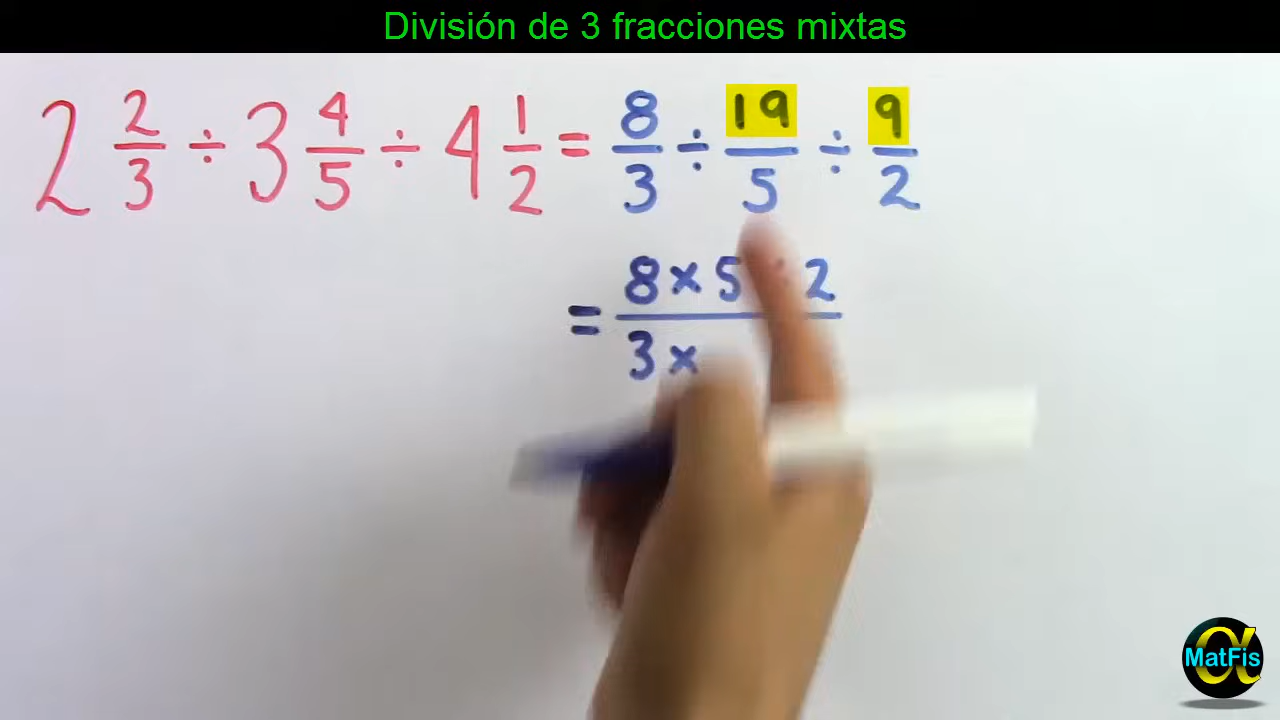 División de 3 fracciones mixtas
2 2/3 ÷ 3 4/5 ÷ 4 1/2 = 8/3 ÷ 19/5 ÷ 9/2
= 8 × 5 2
3 ×
MatFis